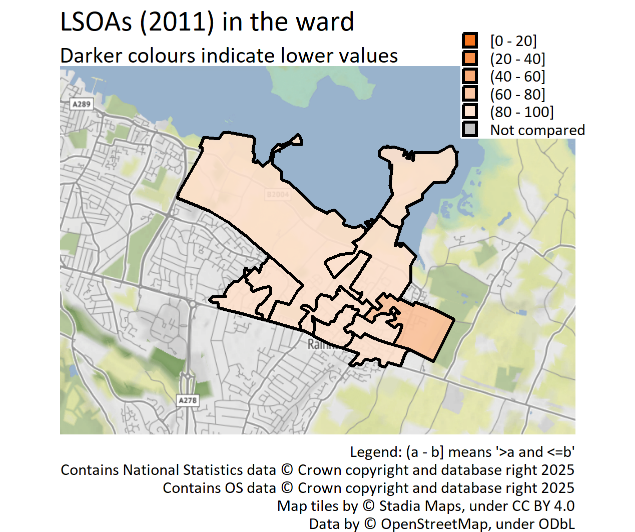 LSOAs (2011) in the ward
Darker colours indicate lower values
[0 - 20]
(20 - 40]
(40 - 60]
(60 - 80]
(80 - 100]
Not compared
A289
A278
Legend: (a - b] means '>a and <=b'
Contains National Statistics data © Crown copyright and database right 2025
Contains OS data © Crown copyright and database right 2025
Map tiles by © Stadia Maps, under CC BY 4.0
Data by © OpenStreetMap, under ODbL